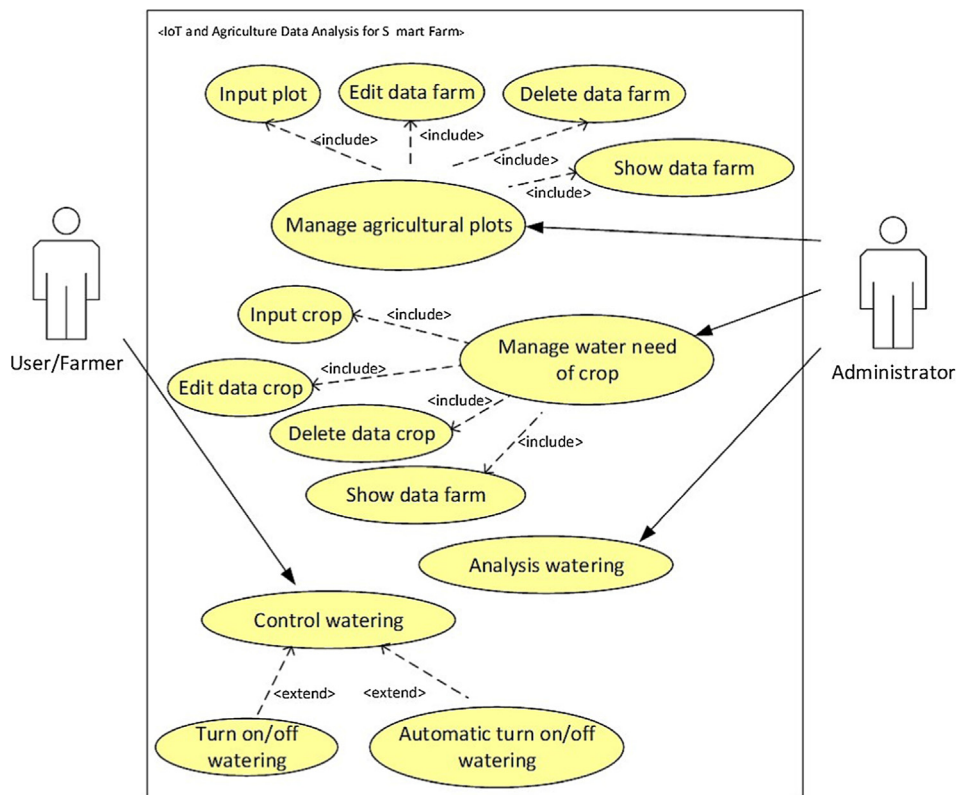 <IoT and Agriculture Data Analysis for S mart Farm>
Input plot
Edit data farm
Delete data farm
<include>
<include>
<include>
Show data farm
<include>
Manage agricultural plots
User/Farmer
Administrator
Input crop
<include>
Manage water need
of crop
Edit data crop
<include>
<include>
Delete data crop
<include>
Show data farm
Analysis watering
Control watering
<extend>
<extend>
Turn on/off
watering
Automatic turn on/off
watering